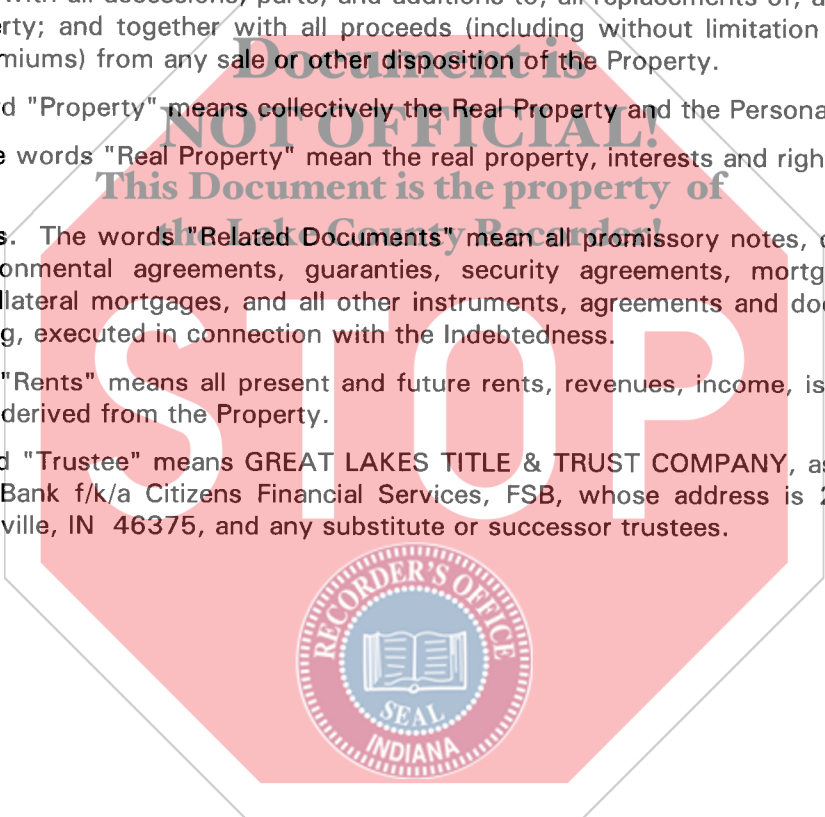 with all accessions, parts, and additions to, all replacements of, a
rty; and together with all proceeds (including without limitation
miums) from any sale or other disposition of the Property.
Document is
d "Property" means collectively the Real Property and the Persona
NOT OFFICIAL!
e words "Real Property" mean the real property, interests and righ
This Document is the property of
the Lake County Recorder!
s. The words "Related Documents" mean all promissory notes,
onmental agreements, guaranties, security agreements, mortg
llateral mortgages, and all other instruments, agreements and do
g, executed in connection with the Indebtedness.
STOP
"Rents" means all present and future rents, revenues, income, is
derived from the Property.
d "Trustee" means GREAT LAKES TITLE & TRUST COMPANY, as
Bank f/k/a Citizens Financial Services, FSB, whose address is 2
ville, IN 46375, and any substitute or successor trustees.
RECORDER'S OFFICE
SEAL
INDIANA